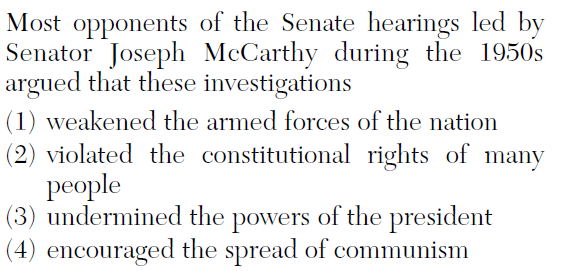 Most opponents of the Senate hearings led by
Senator Joseph McCarthy during the 1950s
argued that these investigations
(1) weakened the armed forces of the nation
(2) violated the constitutional rights of many
people
(3) undermined the powers of the president
(4) encouraged the spread of communism